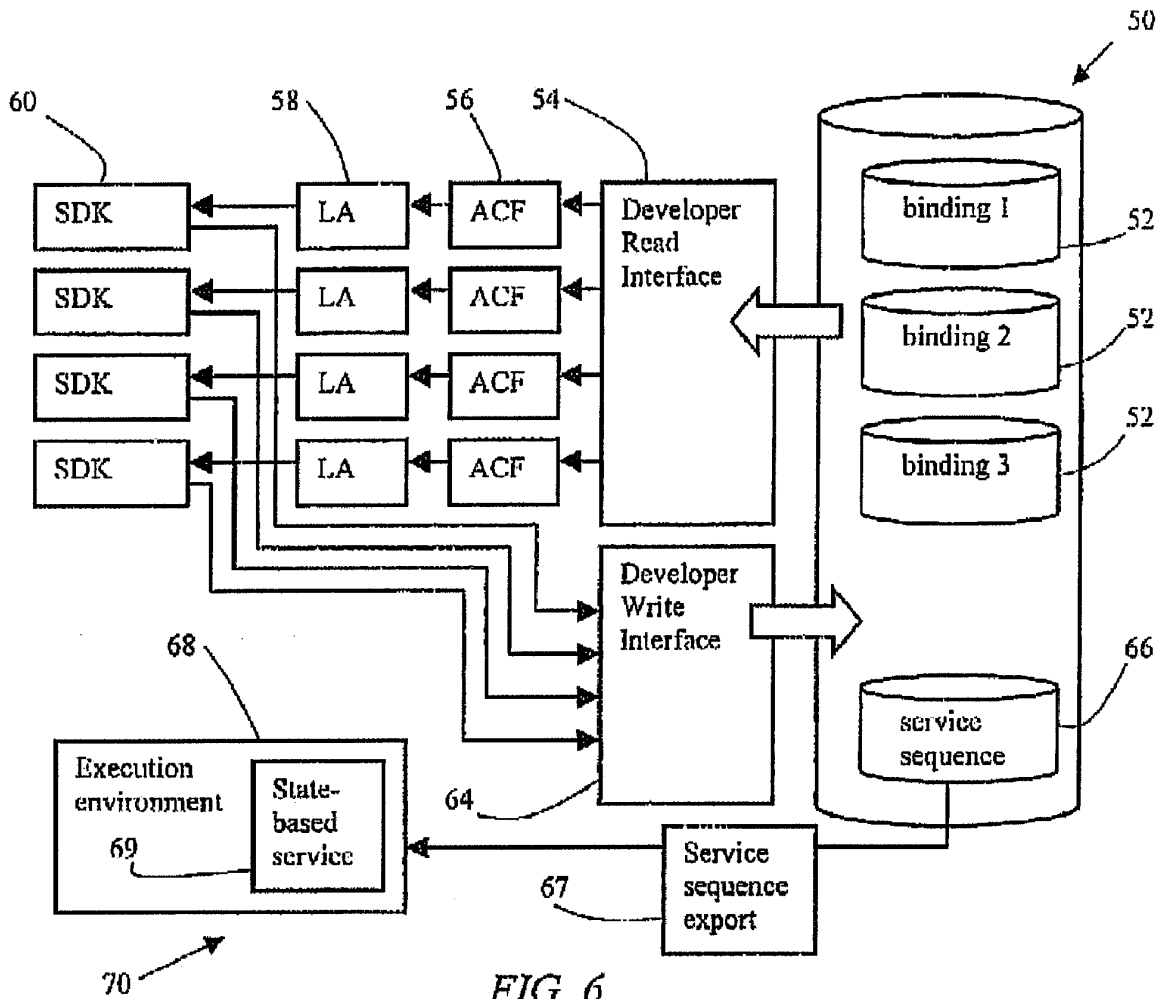 50
60
58
56
54
SDK
LA
ACF
Developer
Read
Interface
binding 1
52
SDK
LA
ACF
binding 2
52
SDK
LA
ACF
SDK
LA
ACF
binding 3
52
Developer
Write
Interface
68
66
service
sequence
Execution
environment
State-
based
service
69
64
Service
sequence
export
67
70
FIG. 6